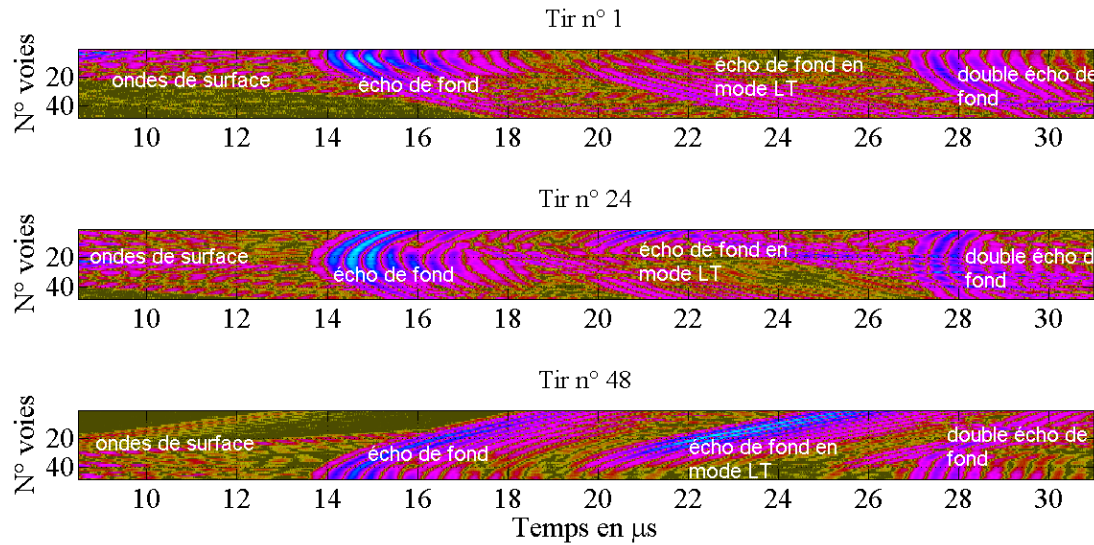 Tir n° 1
N° voies
20
40
ondes de surface
écho de fond
écho de fond en
mode LT
double écho de
fond
10 12 14 16 18 20 22 24 26 28 30
Tir n° 24
N° voies
20
40
ondes de surface
écho de fond
écho de fond en
mode LT
double écho d
fond
10 12 14 16 18 20 22 24 26 28 30
Tir n° 48
N° voies
20
40
ondes de surface
écho de fond
écho de fond en
mode LT
double écho de
fond
10 12 14 16 18 20 22 24 26 28 30
Temps en µs